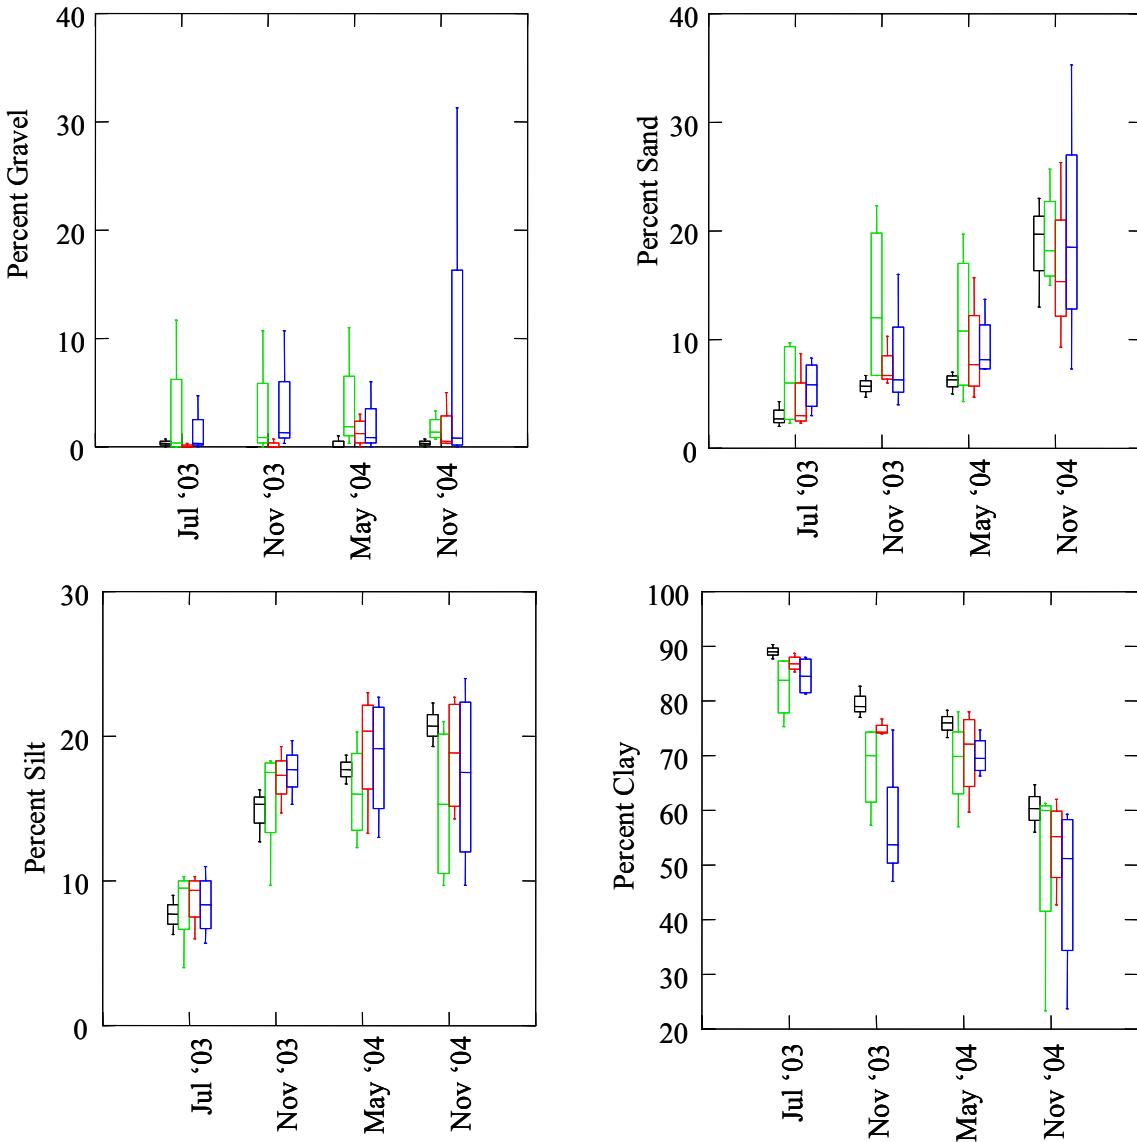 40
30
20
10
0
Percent Gravel
Jul ‘03
Nov ‘03
May ‘04
Nov ‘04
40
30
20
10
0
Percent Sand
Jul ‘03
Nov ‘03
May ‘04
Nov ‘04
30
20
10
0
Percent Silt
Jul ‘03
Nov ‘03
May ‘04
Nov ‘04
100
90
80
70
60
50
40
30
20
Percent Clay
Jul ‘03
Nov ‘03
May ‘04
Nov ‘04